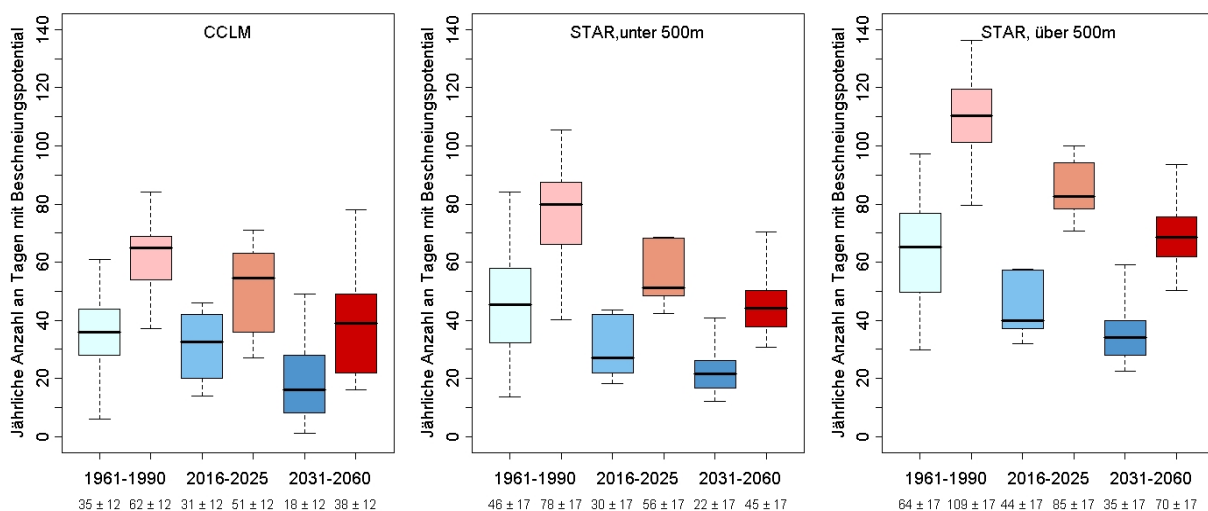 Jährliche Anzahl an Tagen mit Beschneiungspotential
140
120
100
80
60
40
20
0
CCLM
1961-1990 2016-2025 2031-2060
35 ± 12 62 ± 12 31 ± 12 51 ± 12 18 ± 12 38 ± 12
Jährliche Anzahl an Tagen mit Beschneiungspotential
140
120
100
80
60
40
20
0
STAR,unter 500m
1961-1990 2016-2025 2031-2060
46 ± 17 78 ± 17 30 ± 17 56 ± 17 22 ± 17 45 ± 17
Jährliche Anzahl an Tagen mit Beschneiungspotential
140
120
100
80
60
40
20
0
STAR, über 500m
1961-1990 2016-2025 2031-2060
64 ± 17 109 ± 17 44 ± 17 85 ± 17 35 ± 17 70 ± 17